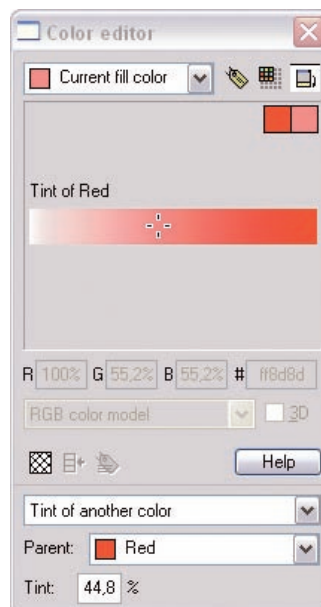 Color editor
Current fill color
Tint of Red
R 100% G 55,2% B 55,2% # ff8d8d
RGB color model 3D
Help
Tint of another color
Parent: Red
Tint: 44,8 %